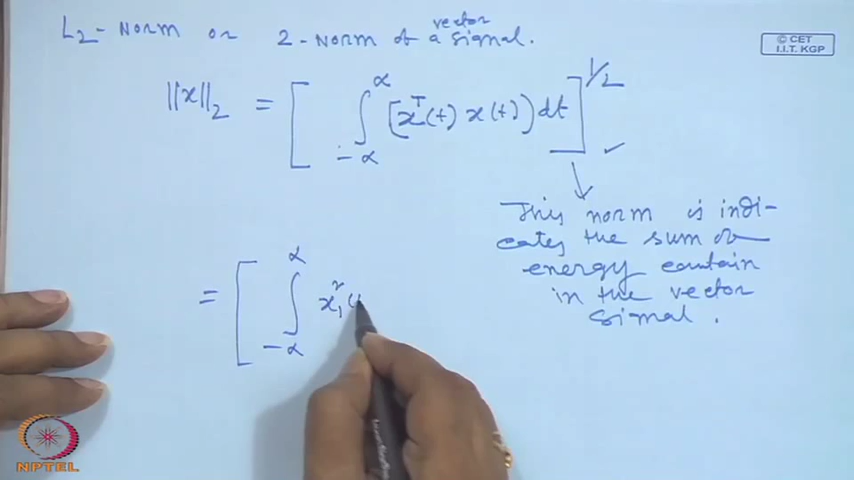 L₂ - Norm or 2 - Norm of a vector signal.
© CET
I.I.T. KGP
||x||₂ = [ ∫_{-α}^{α} [xᵀ(t) x(t)] dt ]^{1/2} ✓
This norm is indi-
cates the sum of
energy contain
in the vector
signal.
= [ ∫_{-α}^{α} x₁²(
NPTEL